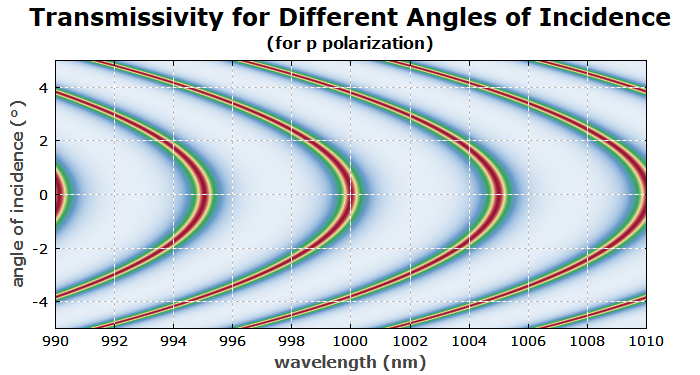 Transmissivity for Different Angles of Incidence
(for p polarization)
angle of incidence (°)
4
2
0
-2
-4
990 992 994 996 998 1000 1002 1004 1006 1008 1010
wavelength (nm)